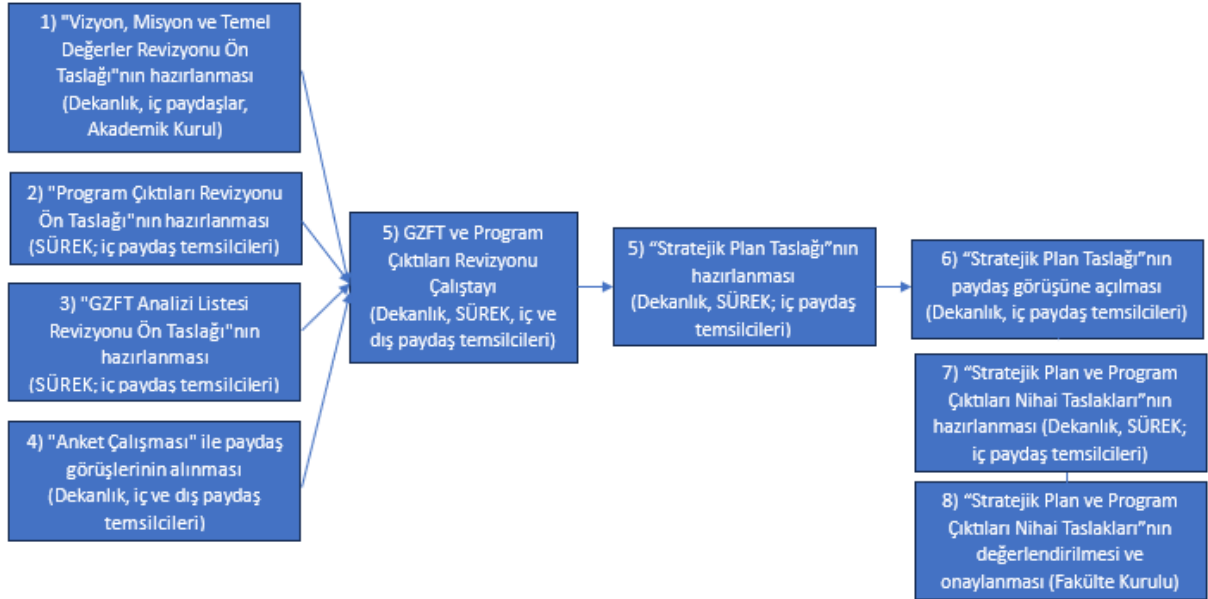 1) "Vizyon, Misyon ve Temel
Değerler Revizyonu Ön
Taslağı"nın hazırlanması
(Dekanlık, iç paydaşlar,
Akademik Kurul)
2) "Program Çıktıları Revizyonu
Ön Taslağı"nın hazırlanması
(SÜREK; iç paydaş temsilcileri)
3) "GZFT Analizi Listesi
Revizyonu Ön Taslağı"nın
hazırlanması
(SÜREK; iç paydaş temsilcileri)
4) "Anket Çalışması" ile paydaş
görüşlerinin alınması
(Dekanlık, iç ve dış paydaş
temsilcileri)
5) GZFT ve Program
Çıktıları Revizyonu
Çalıştayı
(Dekanlık, SÜREK, iç ve
dış paydaş temsilcileri)
5) “Stratejik Plan Taslağı”nın
hazırlanması
(Dekanlık, SÜREK; iç paydaş
temsilcileri)
6) “Stratejik Plan Taslağı”nın
paydaş görüşüne açılması
(Dekanlık, iç paydaş temsilcileri)
7) “Stratejik Plan ve Program
Çıktıları Nihai Taslakları”nın
hazırlanması (Dekanlık, SÜREK;
iç paydaş temsilcileri)
8) “Stratejik Plan ve Program
Çıktıları Nihai Taslakları”nın
değerlendirilmesi ve
onaylanması (Fakülte Kurulu)